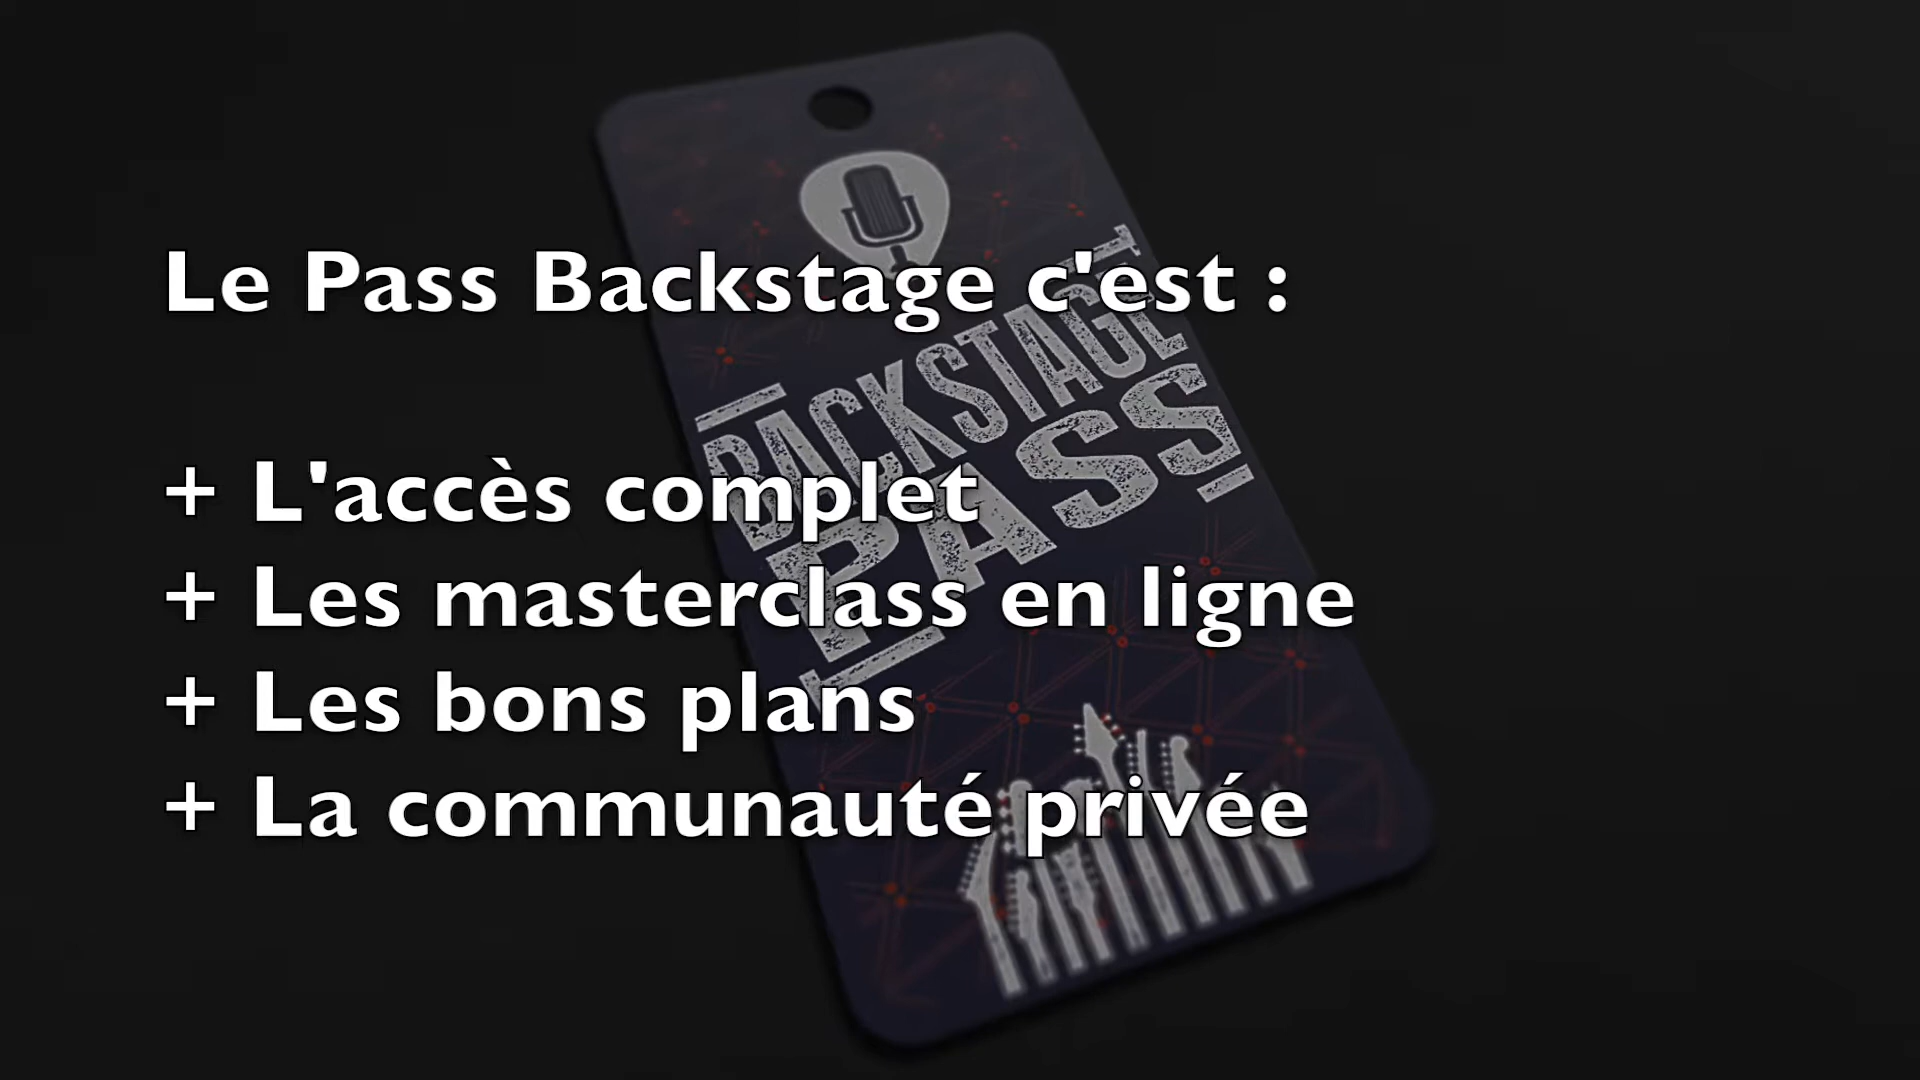 Le Pass Backstage c'est :
+ L'accès complet
+ Les masterclass en ligne
+ Les bons plans
+ La communauté privée
BACKSTAGE
PASS